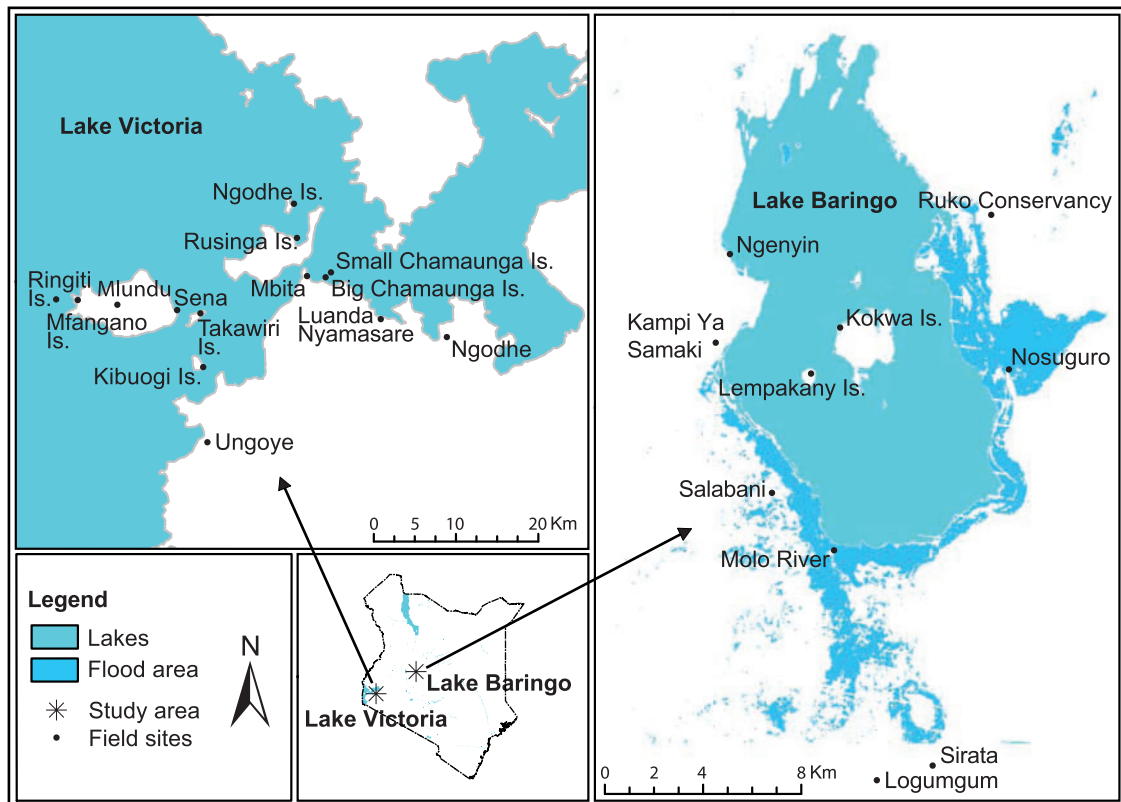 Lake Victoria
Ngodhe Is.
Rusinga Is.
Small Chamaunga Is.
Big Chamaunga Is.
Mbita
Ringiti
Is.
Mlundu
Sena
Mfangano
Is.
Takawiri
Is.
Luanda
Nyamasare
Ngodhe
Kibuogi Is.
Ungoye
0 5 10 20 Km
Lake Baringo
Ruko Conservancy
Ngenyin
Kokwa Is.
Kampi Ya
Samaki
Nosuguro
Lempakany Is.
Salabani
Molo River
Sirata
Logumgum
0 2 4 8 Km
Legend
Lakes
Flood area
Study area
Field sites
N
Lake Baringo
Lake Victoria